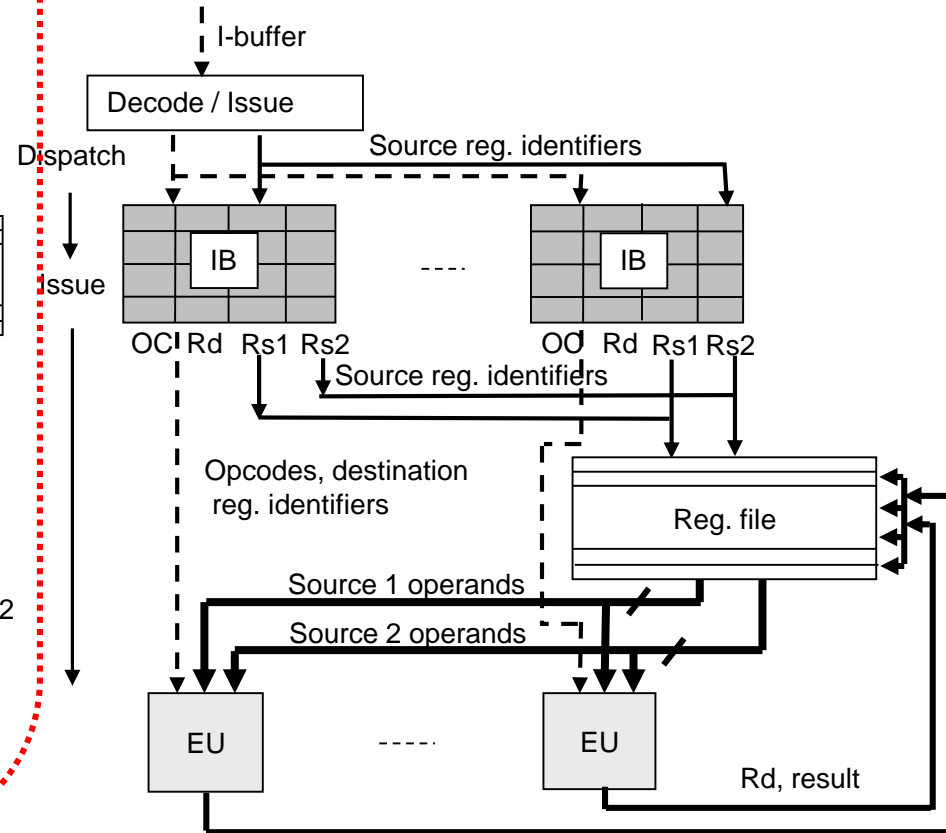 I-buffer
Decode / Issue
Dispatch
Source reg. identifiers
IB
IB
Issue
OC Rd Rs1 Rs2
OC Rd Rs1 Rs2
Source reg. identifiers
Opcodes, destination
reg. identifiers
Reg. file
Source 1 operands
2
Source 2 operands
EU
EU
Rd, result